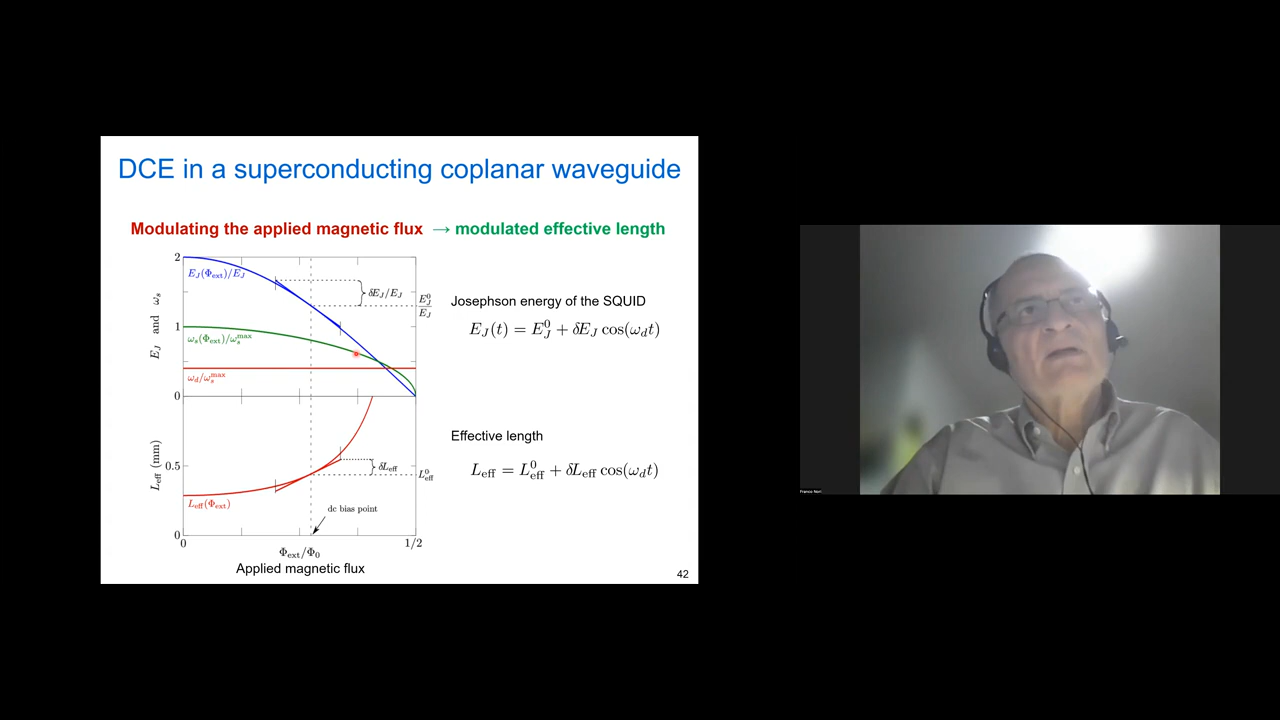 DCE in a superconducting coplanar waveguide
Modulating the applied magnetic flux → modulated effective length
2
E_J(Φ_ext)/E_J
δE_J/E_J
E_J^0/E_J
E_J and ω_s
1
ω_s(Φ_ext)/ω_s^max
ω_d/ω_s^max
0
Josephson energy of the SQUID
E_J(t) = E_J^0 + δE_J cos(ω_d t)
L_eff (mm)
0.5
δL_eff
L_eff^0
L_eff(Φ_ext)
dc bias point
0
0
1/2
Φ_ext/Φ_0
Applied magnetic flux
Effective length
L_eff = L_eff^0 + δL_eff cos(ω_d t)
42
Franco Nori